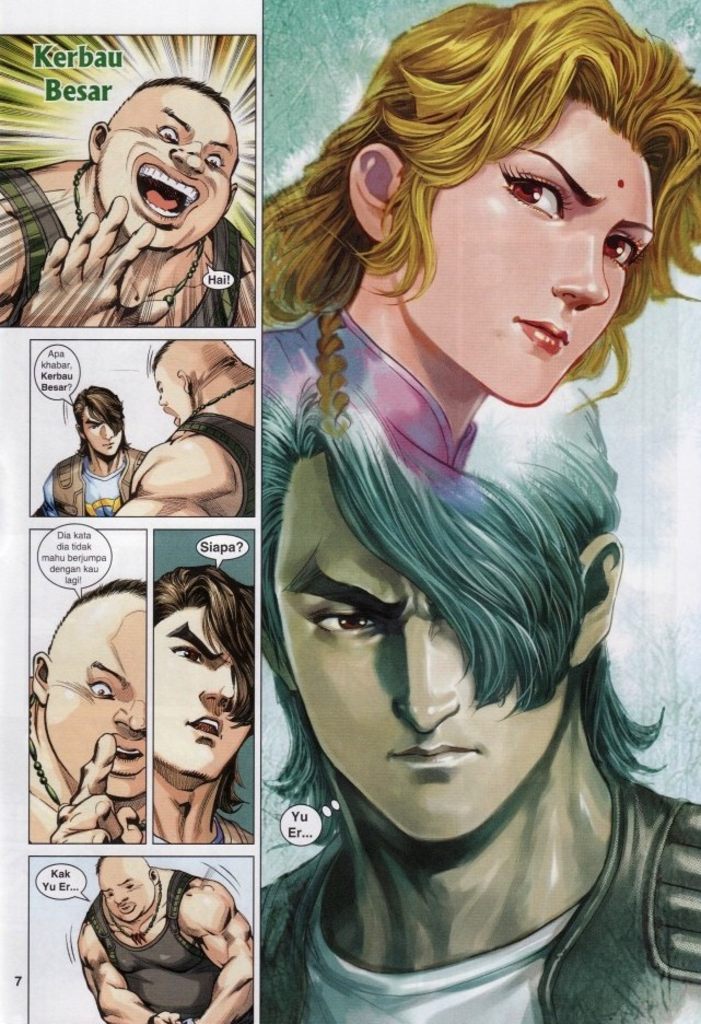 Kerbau
Besar
Hai!
Apa
khabar,
Kerbau
Besar?
Dia kata
dia tidak
mahu berjumpa
dengan kau
lagi!
Siapa?
Kak
Yu Er...
Yu
Er...
7